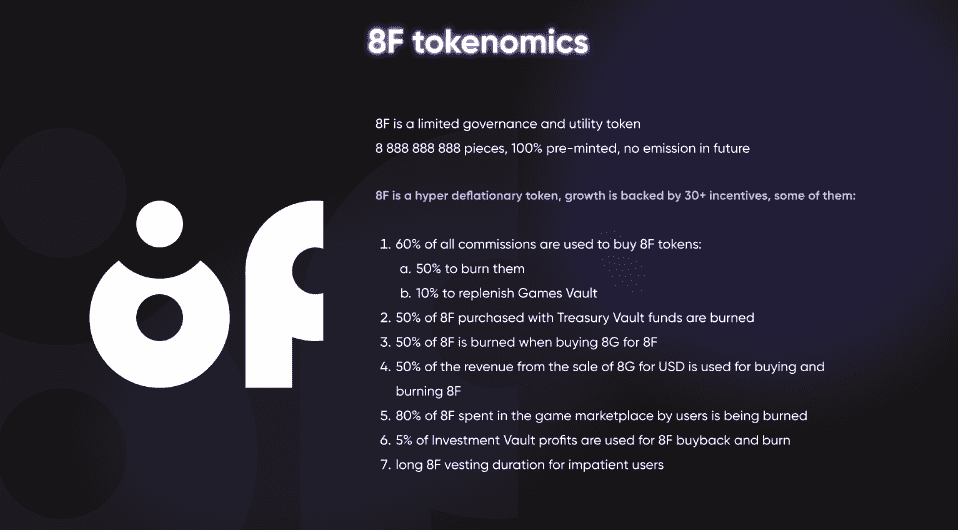 8F tokenomics
8F is a limited governance and utility token
8 888 888 888 pieces, 100% pre-minted, no emission in future
8F is a hyper deflationary token, growth is backed by 30+ incentives, some of them:
1. 60% of all commissions are used to buy 8F tokens:
a. 50% to burn them
b. 10% to replenish Games Vault
2. 50% of 8F purchased with Treasury Vault funds are burned
3. 50% of 8F is burned when buying 8G for 8F
4. 50% of the revenue from the sale of 8G for USD is used for buying and
burning 8F
5. 80% of 8F spent in the game marketplace by users is being burned
6. 5% of Investment Vault profits are used for 8F buyback and burn
7. long 8F vesting duration for impatient users
8f